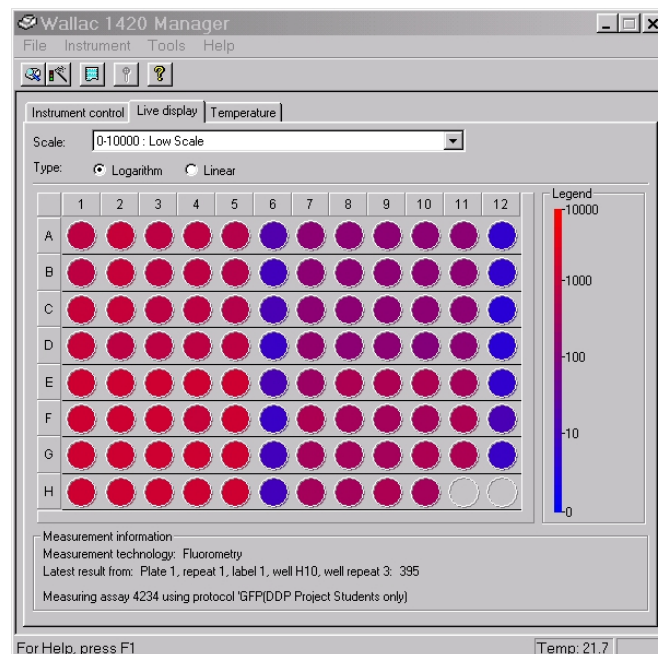 Wallac 1420 Manager
File Instrument Tools Help
Instrument control Live display Temperature
Scale: 0-10000 : Low Scale
Type: Logarithm Linear
1 2 3 4 5 6 7 8 9 10 11 12
A
B
C
D
E
F
G
H
Legend
10000
1000
100
10
0
Measurement information
Measurement technology: Fluorometry
Latest result from: Plate 1, repeat 1, label 1, well H10, well repeat 3: 395
Measuring assay 4234 using protocol 'GFP(DDP Project Students only)
For Help, press F1 Temp: 21.7